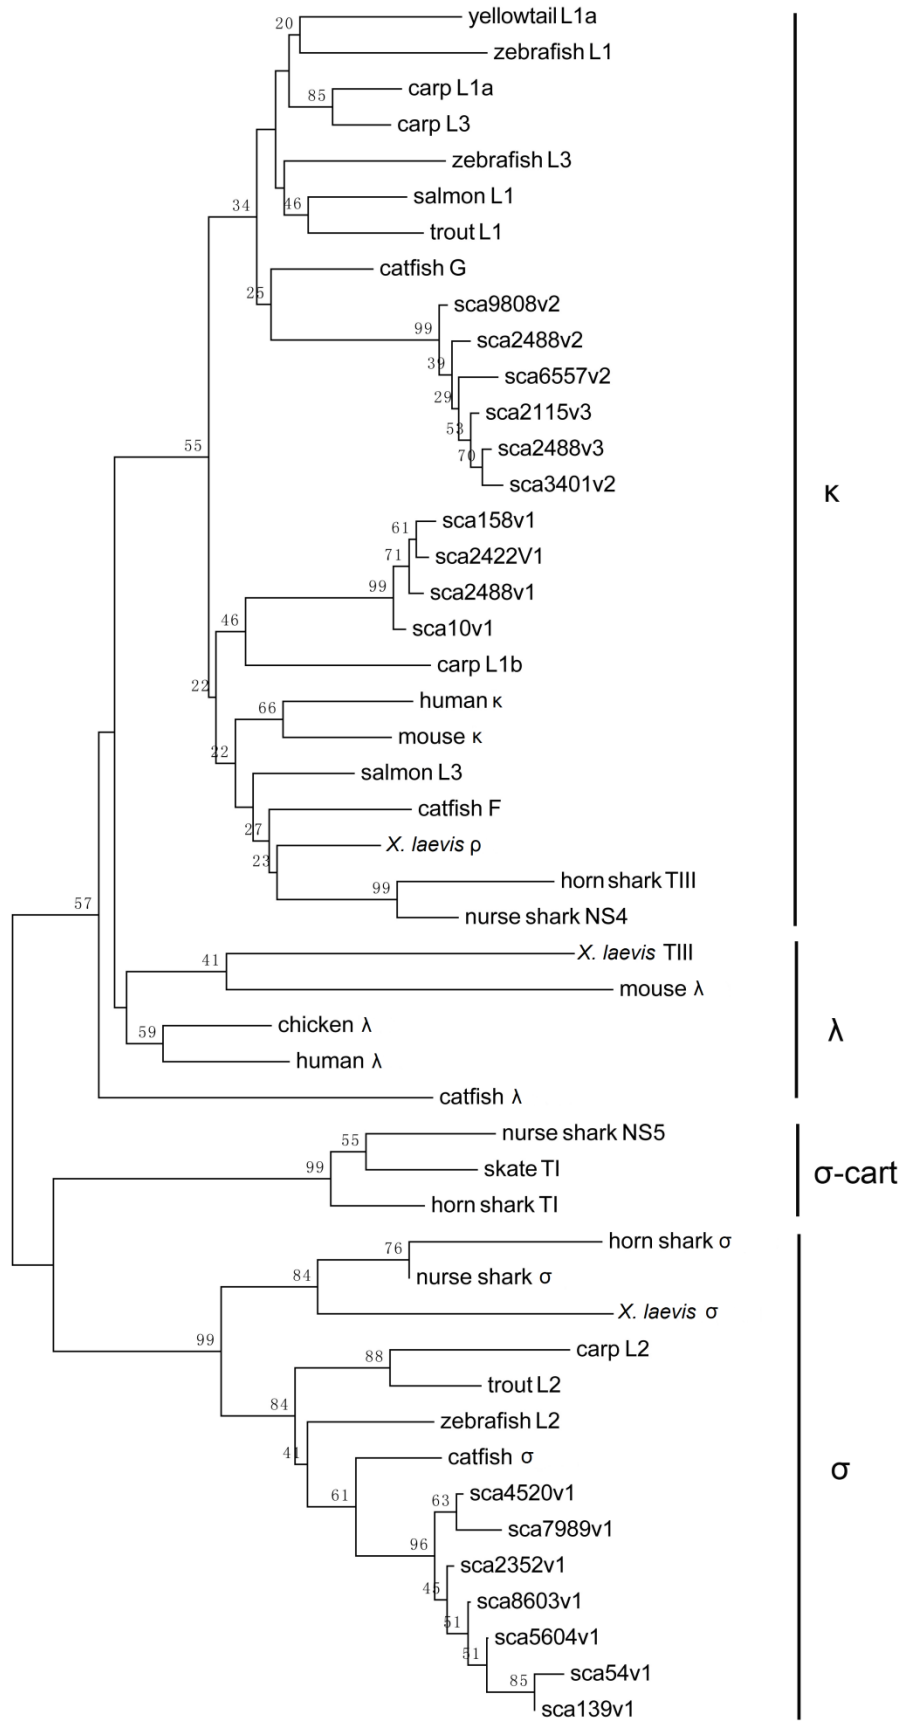 20
yellowtail L1a
zebrafish L1
85
carp L1a
carp L3
zebrafish L3
34
46
salmon L1
trout L1
catfish G
25
sca9808v2
99
sca2488v2
39
sca6557v2
29
sca2115v3
53
sca2488v3
70
sca3401v2
55
κ
sca158v1
61
sca2422V1
71
sca2488v1
99
sca10v1
46
carp L1b
22
human κ
66
mouse κ
22
salmon L3
catfish F
27
X. laevis ρ
23
horn shark TIII
99
nurse shark NS4
57
X. laevis TIII
41
mouse λ
chicken λ
59
human λ
λ
catfish λ
nurse shark NS5
55
skate TI
99
horn shark TI
σ-cart
horn shark σ
76
nurse shark σ
84
X. laevis σ
99
carp L2
88
trout L2
84
zebrafish L2
41
catfish σ
σ
61
sca4520v1
63
sca7989v1
96
sca2352v1
45
sca8603v1
51
sca5604v1
51
sca54v1
85
sca139v1